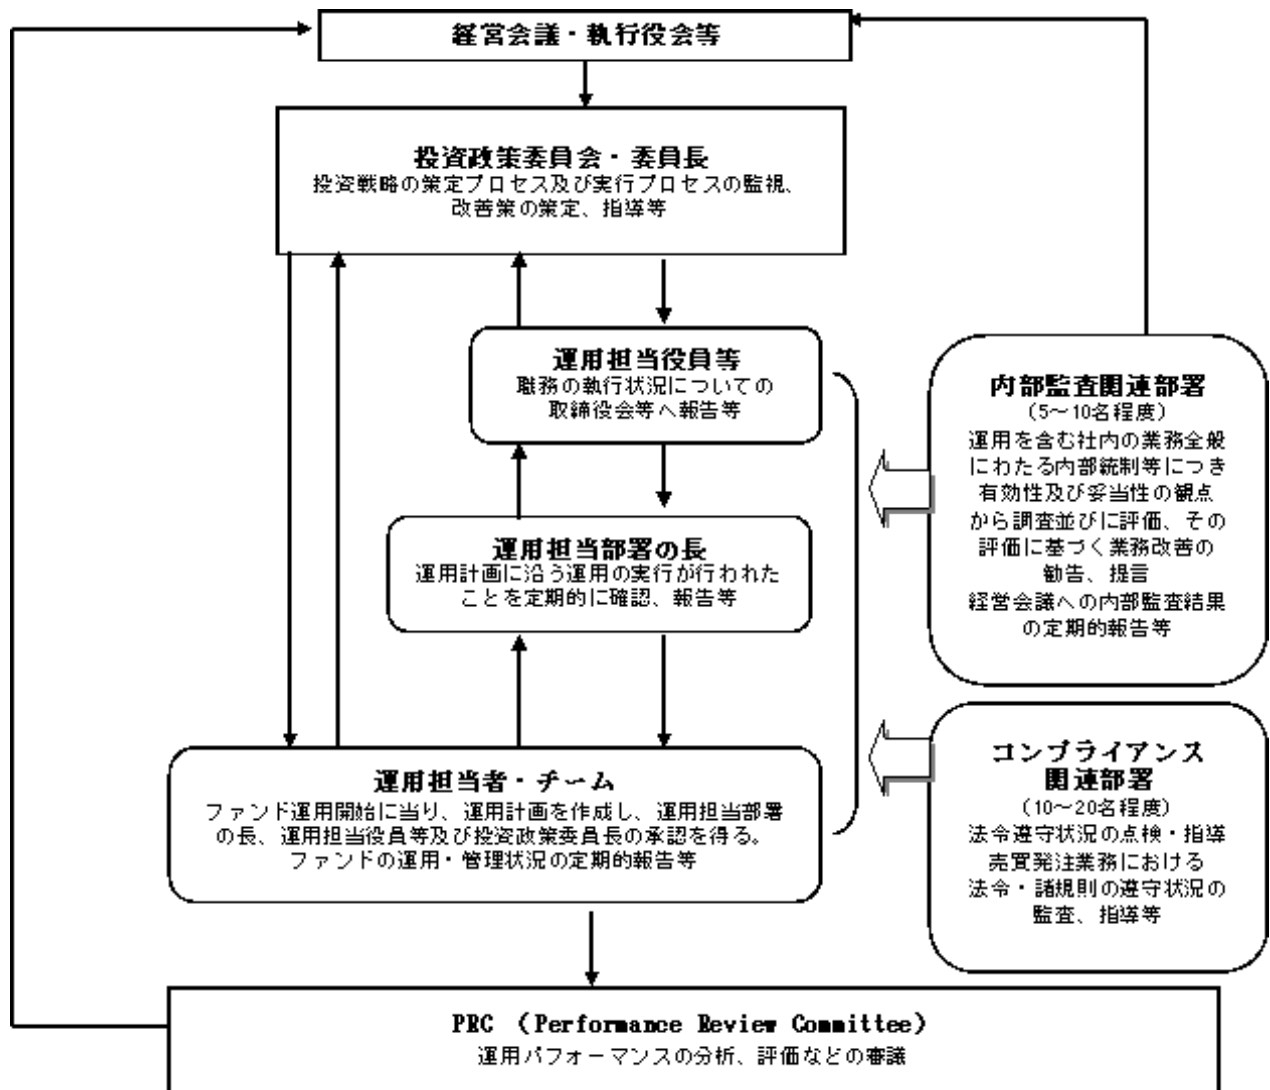 経営会議・執行役会等
投資政策委員会・委員長
投資戦略の策定プロセス及び実行プロセスの監視、
改善策の策定、指導等
運用担当役員等
職務の執行状況についての
取締役会等へ報告等
運用担当部署の長
運用計画に沿う運用の実行が行われた
ことを定期的に確認、報告等
運用担当者・チーム
ファンド運用開始に当り、運用計画を作成し、運用担当部署
の長、運用担当役員等及び投資政策委員長の承認を得る。
ファンドの運用・管理状況の定期的報告等
内部監査関連部署
（5～10名程度）
運用を含む社内の業務全般
にわたる内部統制等につき
有効性及び妥当性の観点
から調査並びに評価、その
評価に基づく業務改善の
勧告、提言
経営会議への内部監査結果
の定期的報告等
コンプライアンス
関連部署
（10～20名程度）
法令遵守状況の点検・指導
売買発注業務における
法令・諸規則の遵守状況の
監査、指導等
PRC （Performance Review Committee）
運用パフォーマンスの分析、評価などの審議